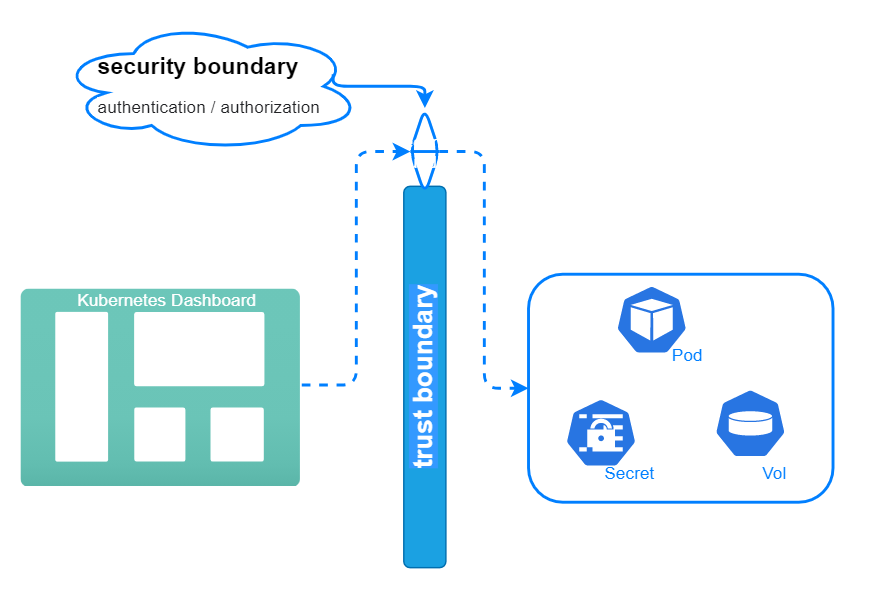 security boundary
authentication / authorization
Kubernetes Dashboard
trust boundary
Pod
Secret
Vol